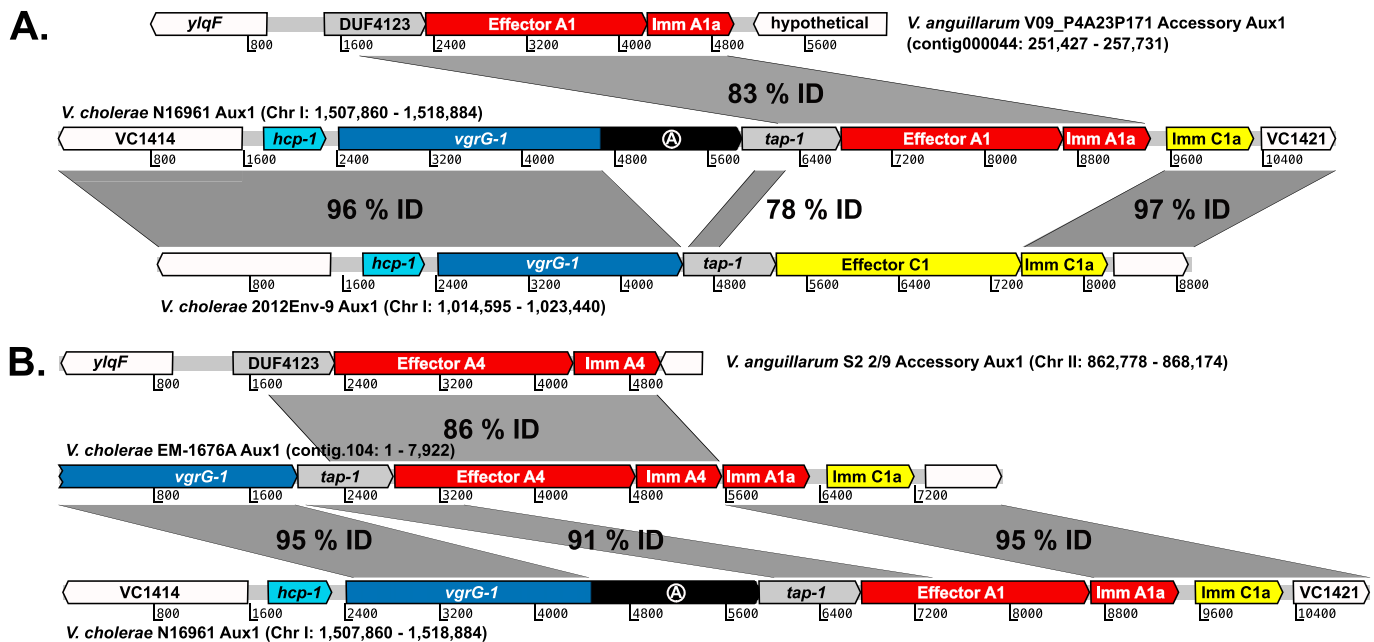 A.
ylqF DUF4123 Effector A1 Imm A1a hypothetical
800 1600 2400 3200 4000 4800 5600
V. anguillarum V09_P4A23P171 Accessory Aux1
(contig000044: 251,427 - 257,731)
83 % ID
V. cholerae N16961 Aux1 (Chr I: 1,507,860 - 1,518,884)
VC1414 hcp-1 vgrG-1 A tap-1 Effector A1 Imm A1a Imm C1a VC1421
800 1600 2400 3200 4000 4800 5600 6400 7200 8000 8800 9600 10400
96 % ID 78 % ID 97 % ID
hcp-1 vgrG-1 tap-1 Effector C1 Imm C1a
800 1600 2400 3200 4000 4800 5600 6400 7200 8000 8800
V. cholerae 2012Env-9 Aux1 (Chr I: 1,014,595 - 1,023,440)
B.
ylqF DUF4123 Effector A4 Imm A4
800 1600 2400 3200 4000 4800
V. anguillarum S2 2/9 Accessory Aux1 (Chr II: 862,778 - 868,174)
86 % ID
V. cholerae EM-1676A Aux1 (contig.104: 1 - 7,922)
vgrG-1 tap-1 Effector A4 Imm A4 Imm A1a Imm C1a
800 1600 2400 3200 4000 4800 5600 6400 7200
95 % ID 91 % ID 95 % ID
VC1414 hcp-1 vgrG-1 A tap-1 Effector A1 Imm A1a Imm C1a VC1421
800 1600 2400 3200 4000 4800 5600 6400 7200 8000 8800 9600 10400
V. cholerae N16961 Aux1 (Chr I: 1,507,860 - 1,518,884)